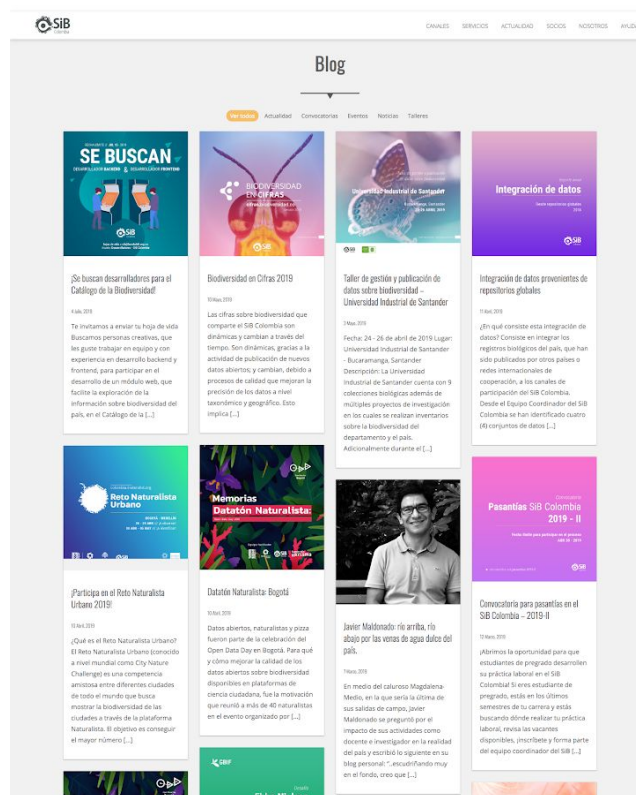 SiB
Colombia
CANALES SERVICIOS ACTUALIDAD SOCIOS NOSOTROS
Blog
Ver todos Actualidad Convocatorias Eventos Noticias Talleres
SE BUSCAN
DESARROLLADOR BACKEND & DESARROLLADOR FRONTEND
SiB
¡Se buscan desarrolladores para el
Catálogo de la Biodiversidad!
4 Julio, 2019
Te invitamos a enviar tu hoja de vida
Buscamos personas creativas, que
les guste trabajar en equipo y con
experiencia en desarrollo backend y
frontend, para participar en el
desarrollo de un módulo web, que
facilite la exploración de la
información sobre biodiversidad del
país, en el Catálogo de la [...]
BIODIVERSIDAD
EN CIFRAS
SiB
Biodiversidad en Cifras 2019
Las cifras sobre biodiversidad que
comparte el SiB Colombia son
dinámicas y cambian a través del
tiempo. Son dinámicas, gracias a la
actividad de publicación de nuevos
datos abiertos; y cambian, debido a
procesos de calidad que mejoran la
precisión de los datos a nivel
taxonómico y geográfico. Esto
implica [...]
Universidad Industrial de Santander
Taller de gestión y publicación de
datos sobre biodiversidad –
Universidad Industrial de Santander
2 Mayo, 2019
Fecha: 24 - 26 de abril de 2019 Lugar:
Universidad Industrial de Santander
- Bucaramanga, Santander
Descripción: La Universidad
Industrial de Santander cuenta con 9
colecciones biológicas además de
múltiples proyectos de investigación
en los cuales se realizan inventarios
sobre la biodiversidad del
departamento y el país.
Adicionalmente durante el [...]
Integración de datos
Desde repositorios globales
2019
SiB
Integración de datos provenientes de
repositorios globales
11 Abril, 2019
¿En qué consiste esta integración de
datos? Consiste en integrar los
registros biológicos del país, que han
sido publicados por otros países o
redes internacionales de
cooperación, a los canales de
participación del SiB Colombia.
Desde el Equipo Coordinador del SiB
Colombia se han identificado cuatro
(4) conjuntos de datos [...]
Reto Naturalista
Urbano
¡Participa en el Reto Naturalista
Urbano 2019!
¿Qué es el Reto Naturalista Urbano?
El Reto Naturalista Urbano (conocido
a nivel mundial como City Nature
Challenge) es una competencia
amistosa entre diferentes ciudades
de todo el mundo que busca
mostrar la biodiversidad de las
ciudades a través de la plataforma
Naturalista. El objetivo es conseguir
el mayor número [...]
Memorias
Datatón Naturalista:
Datatón Naturalista: Bogotá
Datos abiertos, naturalistas y pizza
fueron parte de la celebración del
Open Data Day en Bogotá. Para qué
y cómo mejorar la calidad de los
datos abiertos sobre biodiversidad
disponibles en plataformas de
ciencia ciudadana, fue la motivación
que reunió a más de 40 naturalistas
en el evento organizado por [...]
Javier Maldonado: río arriba, río
abajo por las venas de agua dulce del
país.
En medio del caluroso Magdalena-
Medio, en la que sería la última de
sus salidas de campo, Javier
Maldonado se preguntó por el
impacto de sus actividades como
docente e investigador en la realidad
del país y escribió lo siguiente en su
blog personal: "..escudriñando muy
en el fondo, creo que [...]
Convocatoria
Pasantías SiB Colombia
2019 - II
SiB
Convocatoria para pasantías en el
SiB Colombia – 2019-II
¡Abrimos la oportunidad para que
estudiantes de pregrado desarrollen
su práctica laboral en el SiB
Colombia! Si eres estudiante de
pregrado, estás en los últimos
semestres de tu carrera y estás
buscando dónde realizar tu práctica
laboral, revisa las vacantes
disponibles, ¡inscríbete y forma parte
del equipo coordinador del SiB [...]
GBIF